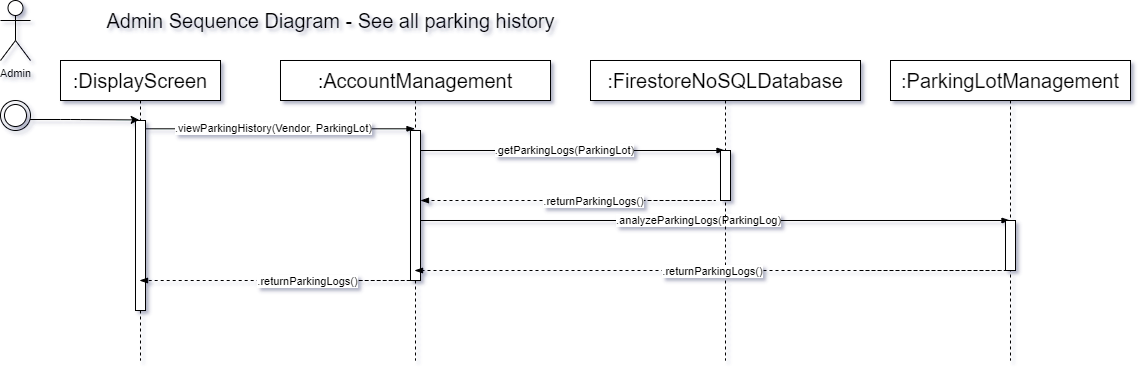 Admin Sequence Diagram - See all parking history
Admin
:DisplayScreen
:AccountManagement
:FirestoreNoSQLDatabase
:ParkingLotManagement
.viewParkingHistory(Vendor, ParkingLot)
.getParkingLogs(ParkingLot)
.returnParkingLogs()
.analyzeParkingLogs(ParkingLog)
.returnParkingLogs()
.returnParkingLogs()